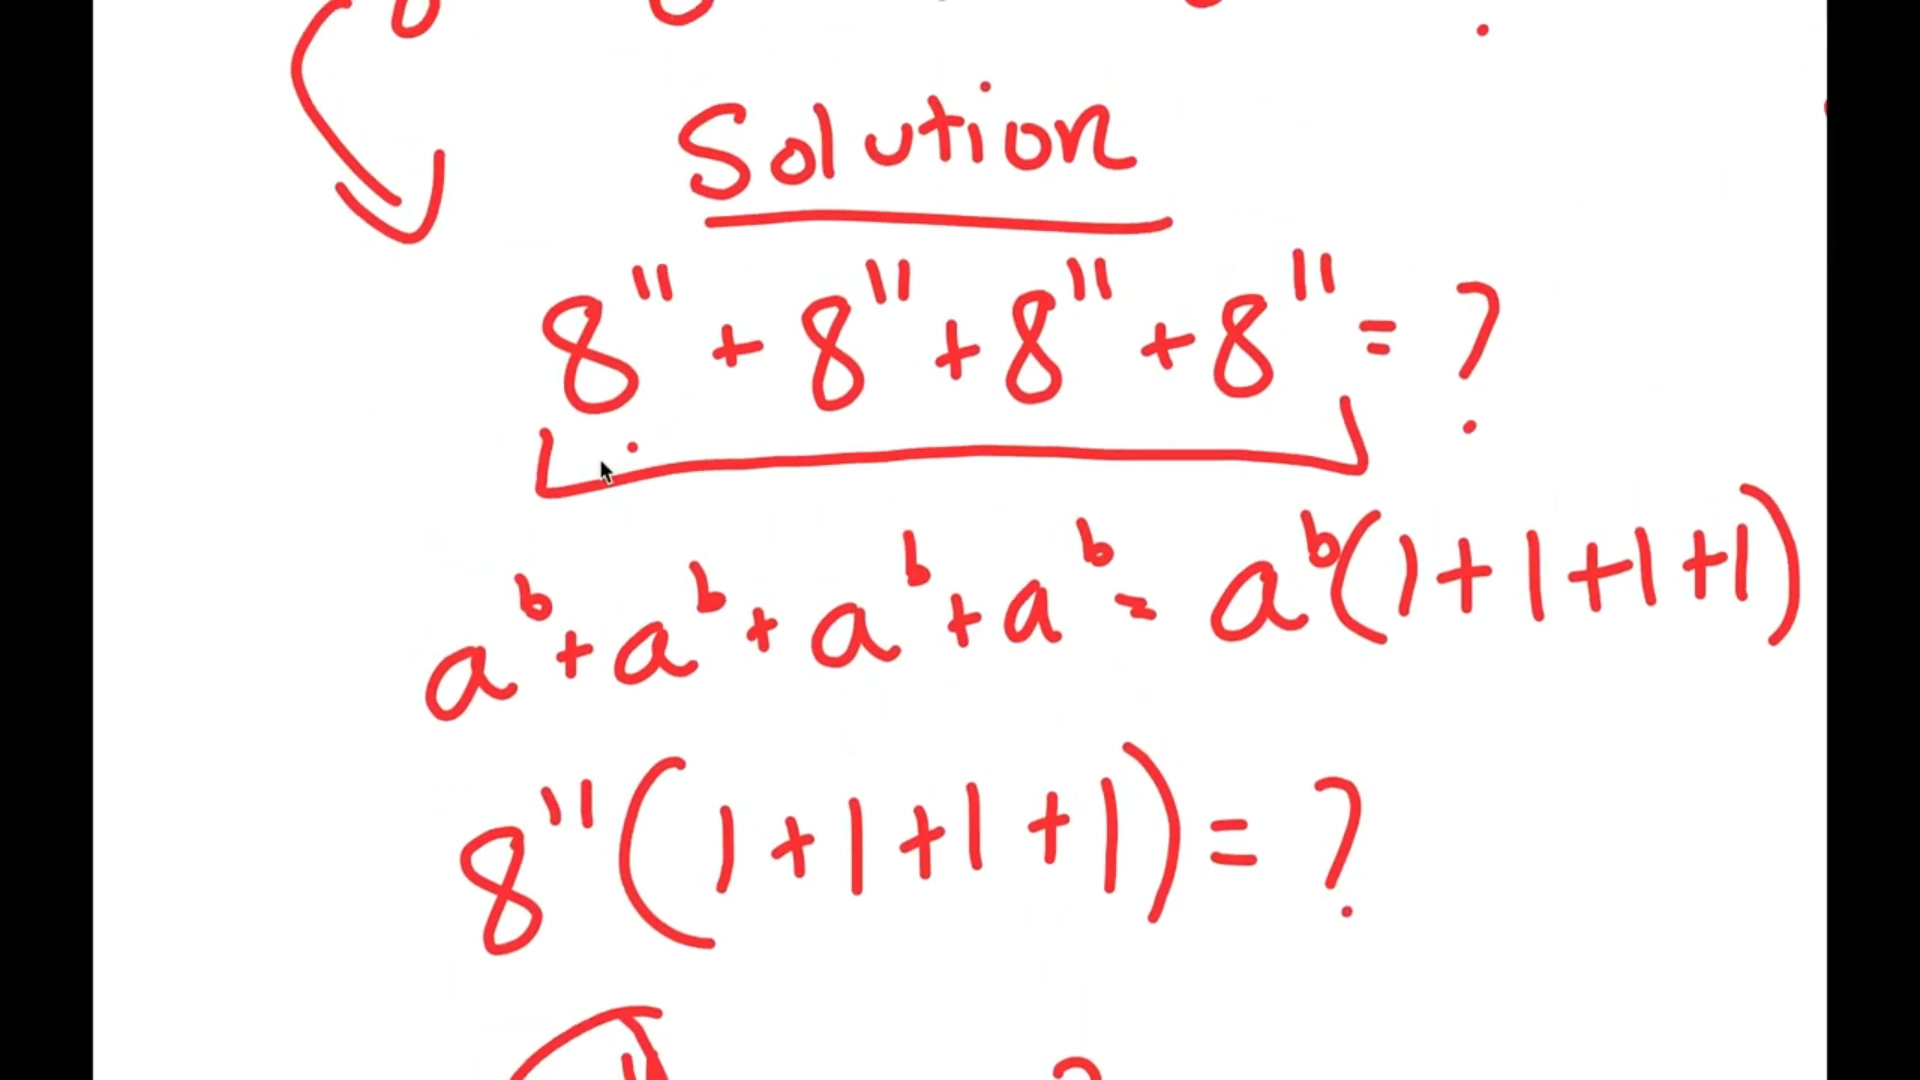 Solution
8¹¹ + 8¹¹ + 8¹¹ + 8¹¹ = ?
aᵇ + aᵇ + aᵇ + aᵇ = aᵇ(1+1+1+1)
8¹¹(1+1+1+1) = ?